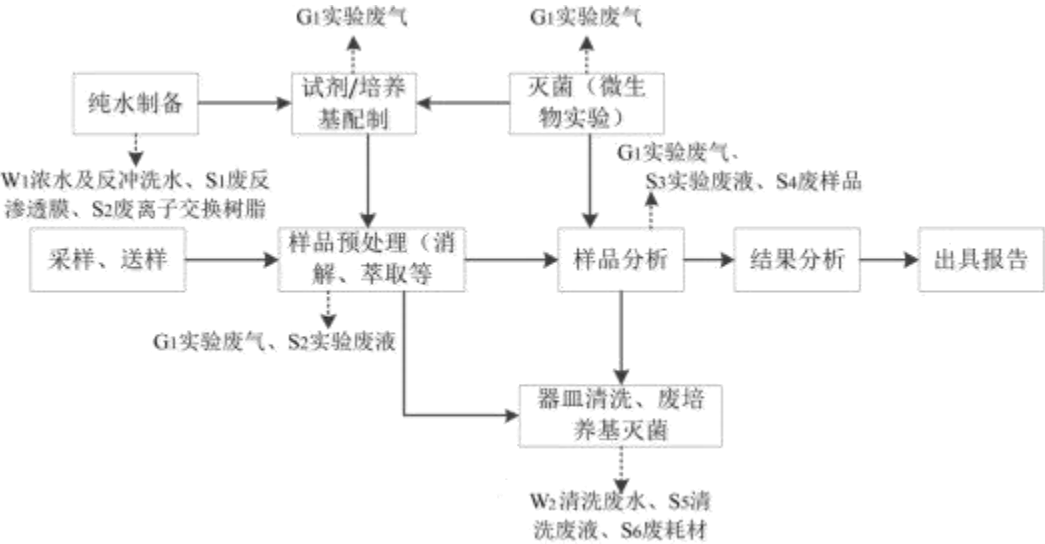 G1实验废气
G1实验废气
纯水制备
试剂/培养
基配制
灭菌（微生
物实验）
W1浓水及反冲洗水、S1废反
渗透膜、S2废离子交换树脂
G1实验废气、
S3实验废液、S4废样品
采样、送样
样品预处理（消
解、萃取等
样品分析
结果分析
出具报告
G1实验废气、S2实验废液
器皿清洗、废培
养基灭菌
W2清洗废水、S5清
洗废液、S6废耗材